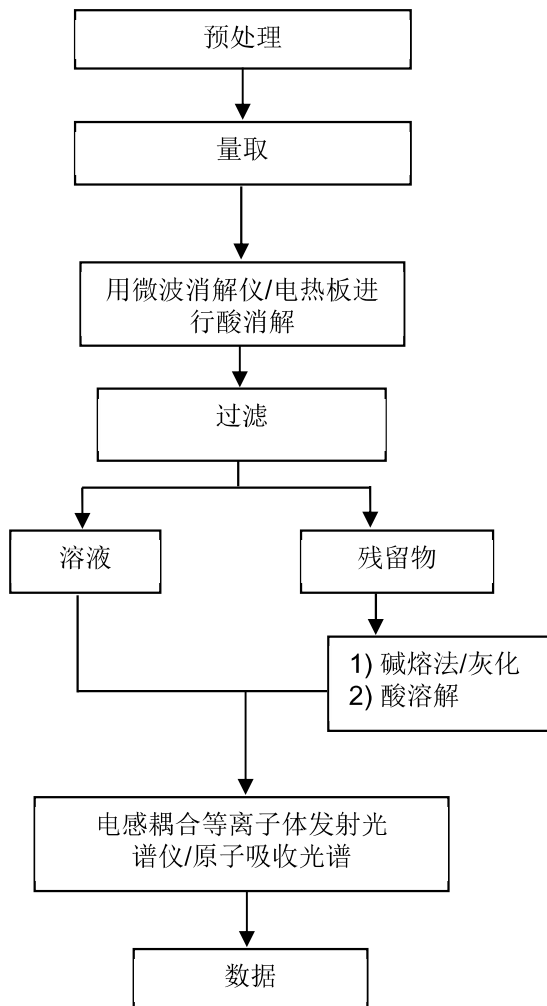 预处理
量取
用微波消解仪/电热板进
行酸消解
过滤
溶液
残留物
1) 碱熔法/灰化
2) 酸溶解
电感耦合等离子体发射光
谱仪/原子吸收光谱
数据